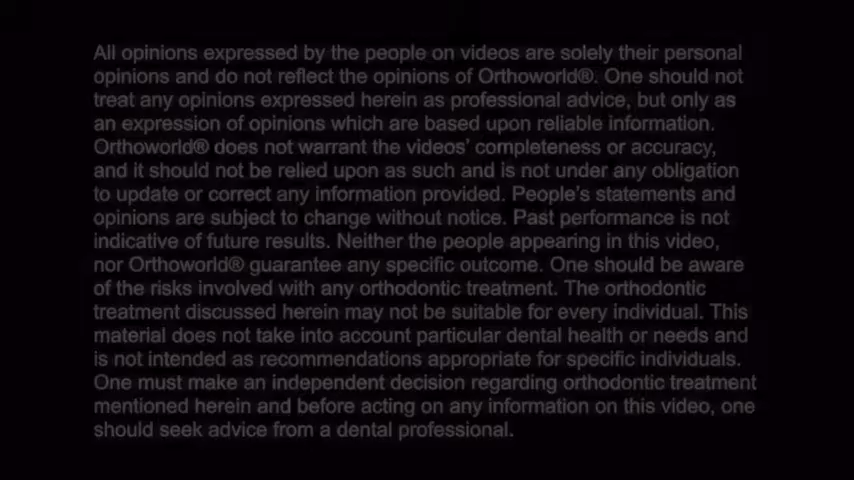 All opinions expressed by the people on videos are solely their personal
opinions and do not reflect the opinions of Orthoworld®. One should not
treat any opinions expressed herein as professional advice, but only as
an expression of opinions which are based upon reliable information.
Orthoworld® does not warrant the videos' completeness or accuracy,
and it should not be relied upon as such and is not under any obligation
to update or correct any information provided. People's statements and
opinions are subject to change without notice. Past performance is not
indicative of future results. Neither the people appearing in this video,
nor Orthoworld® guarantee any specific outcome. One should be aware
of the risks involved with any orthodontic treatment. The orthodontic
treatment discussed herein may not be suitable for every individual. This
material does not take into account particular dental health or needs and
is not intended as recommendations appropriate for specific individuals.
One must make an independent decision regarding orthodontic treatment
mentioned herein and before acting on any information on this video, one
should seek advice from a dental professional.